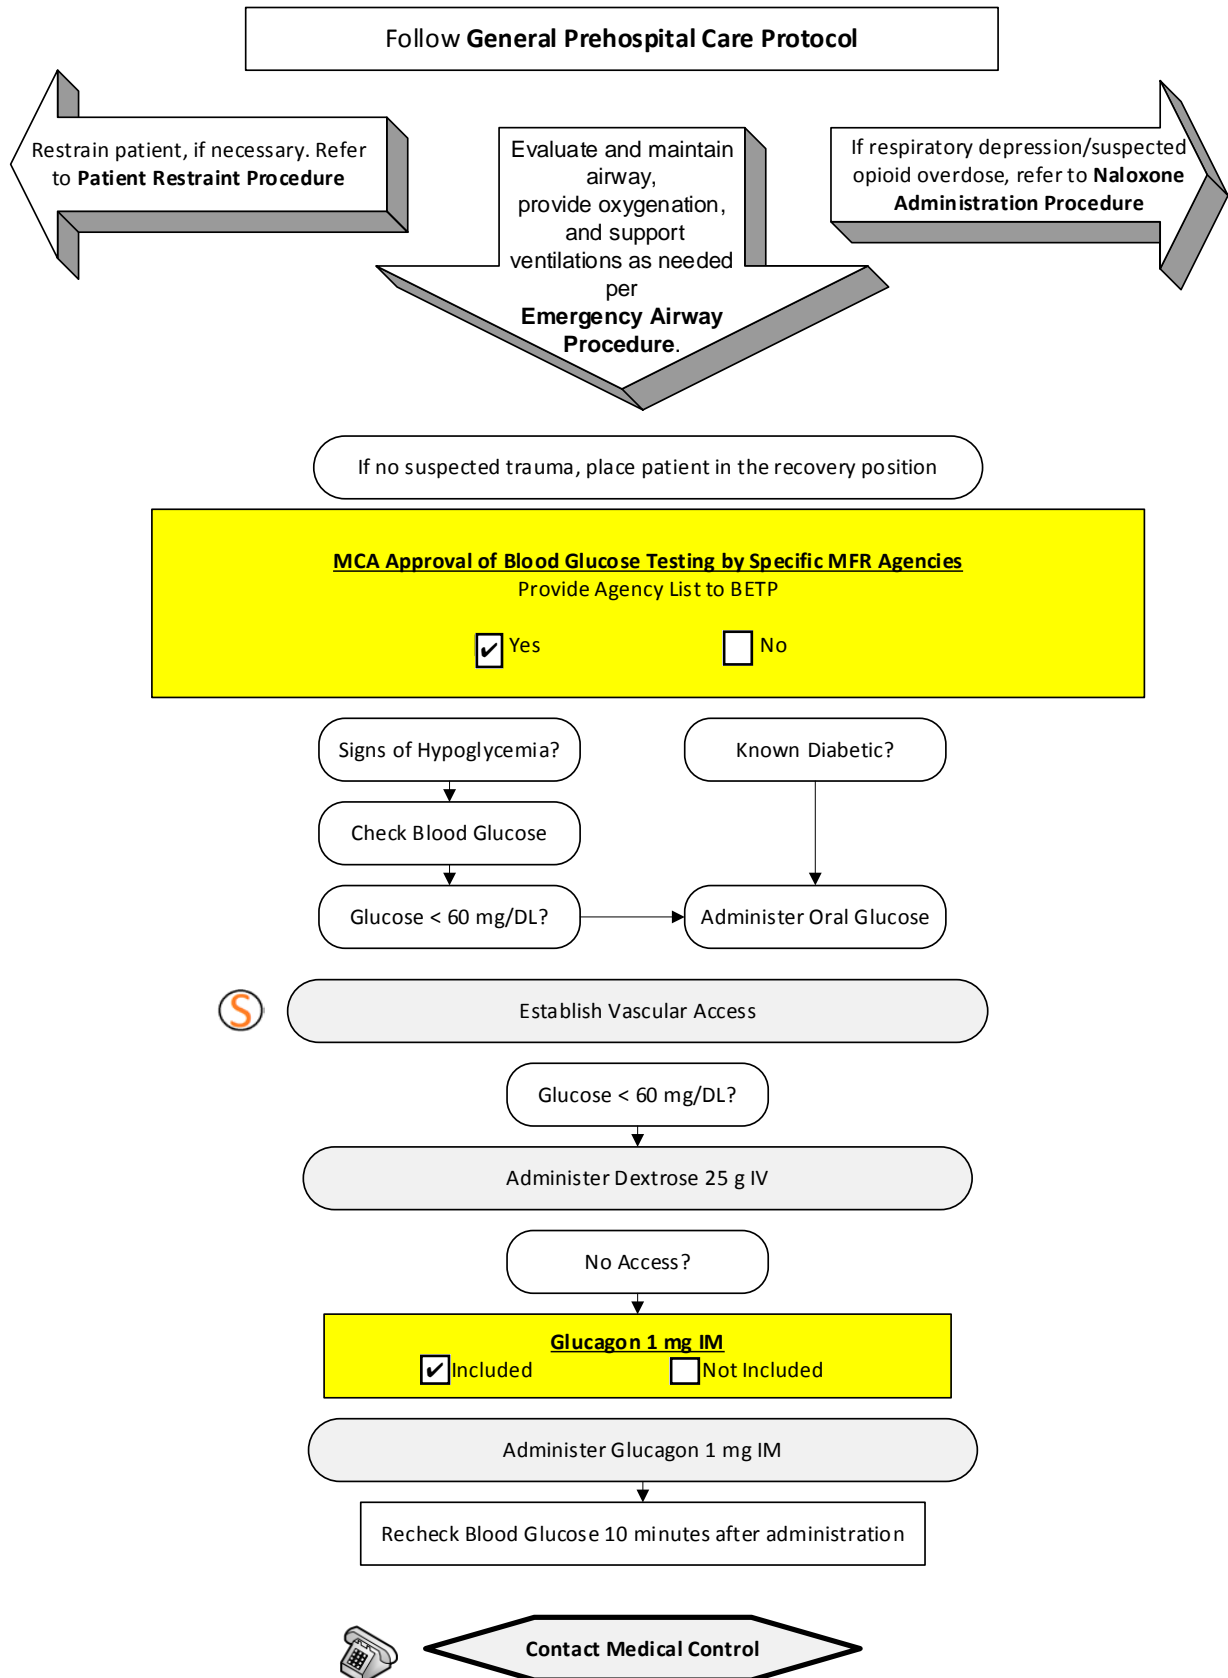 Follow General Prehospital Care Protocol
Restrain patient, if necessary. Refer
to Patient Restraint Procedure
Evaluate and maintain
airway,
provide oxygenation,
and support
ventilations as needed
per
Emergency Airway
Procedure.
If respiratory depression/suspected
opioid overdose, refer to Naloxone
Administration Procedure
If no suspected trauma, place patient in the recovery position
MCA Approval of Blood Glucose Testing by Specific MFR Agencies
Provide Agency List to BETP
✔ Yes
No
Signs of Hypoglycemia?
Known Diabetic?
Check Blood Glucose
Glucose < 60 mg/DL?
Administer Oral Glucose
S
Establish Vascular Access
Glucose < 60 mg/DL?
Administer Dextrose 25 g IV
No Access?
Glucagon 1 mg IM
✔ Included
Not Included
Administer Glucagon 1 mg IM
Recheck Blood Glucose 10 minutes after administration
Contact Medical Control